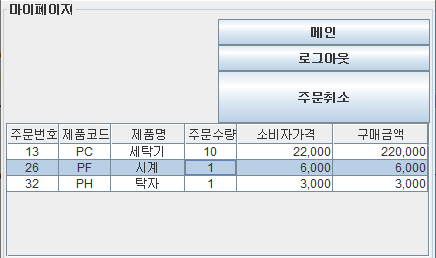 마이페이지
메인
로그아웃
주문취소
주문번호 제품코드 제품명 주문수량 소비자가격 구매금액
13 PC 세탁기 10 22,000 220,000
26 PF 시계 1 6,000 6,000
32 PH 탁자 1 3,000 3,000